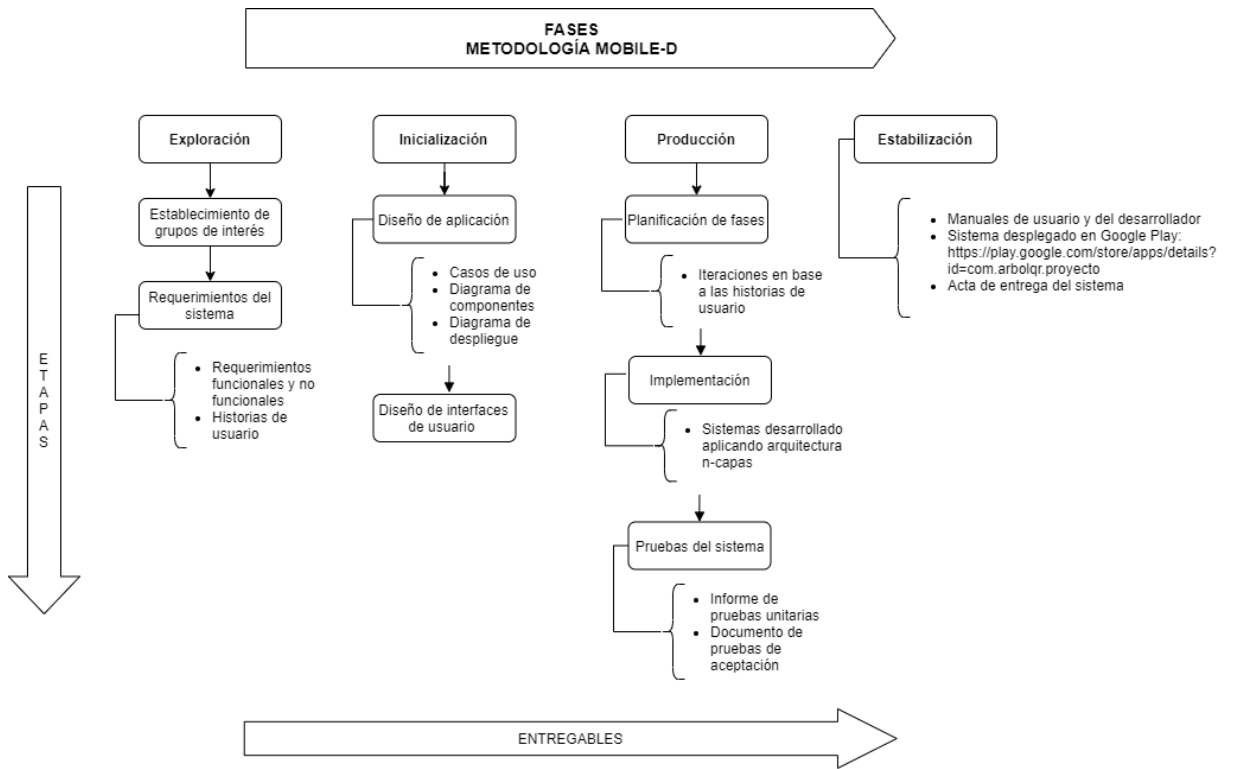 FASES
METODOLOGÍA MOBILE-D
Exploración
Inicialización
Producción
Estabilización
E
T
A
P
A
S
Establecimiento de
grupos de interés
Requerimientos del
sistema
• Requerimientos
funcionales y no
funcionales
• Historias de
usuario
Diseño de aplicación
• Casos de uso
• Diagrama de
componentes
• Diagrama de
despliegue
Diseño de interfaces
de usuario
Planificación de fases
• Iteraciones en base
a las historias de
usuario
Implementación
• Sistemas desarrollado
aplicando arquitectura
n-capas
Pruebas del sistema
• Informe de
pruebas unitarias
• Documento de
pruebas de
aceptación
• Manuales de usuario y del desarrollador
• Sistema desplegado en Google Play:
https://play.google.com/store/apps/details?
id=com.arbolqr.proyecto
• Acta de entrega del sistema
ENTREGABLES